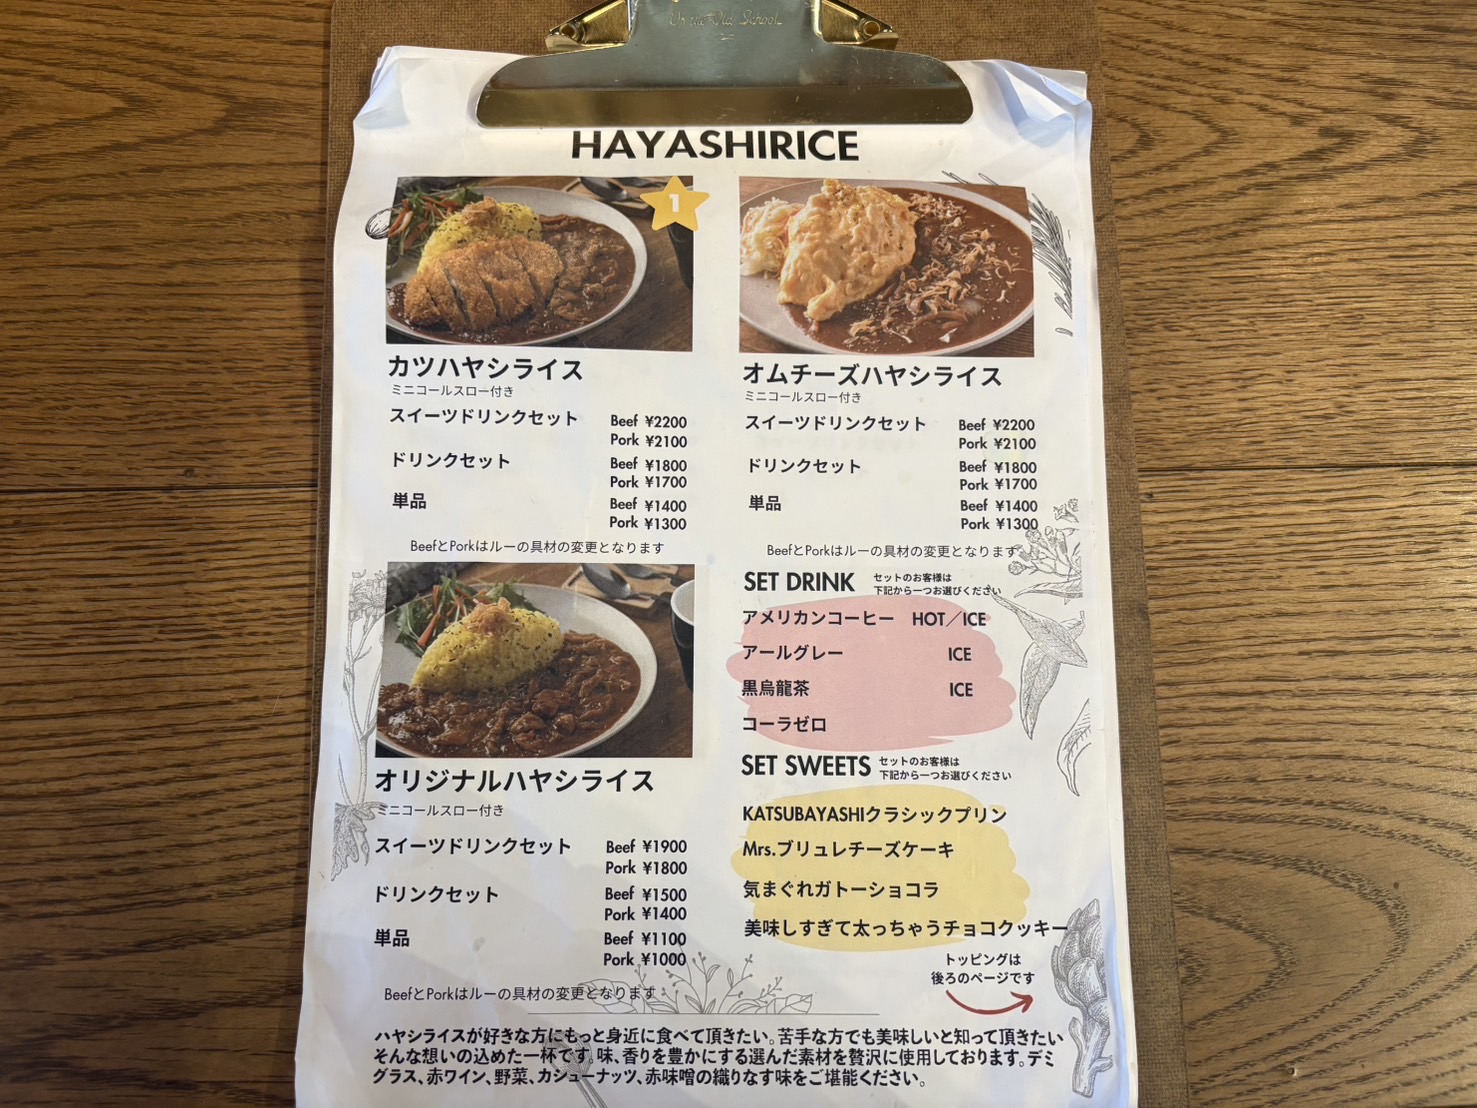 On the Old School
HAYASHIRICE
1
カツハヤシライス
ミニコールスロー付き
スイーツドリンクセット Beef ¥2200
Pork ¥2100
ドリンクセット Beef ¥1800
Pork ¥1700
単品 Beef ¥1400
Pork ¥1300
BeefとPorkはルーの具材の変更となります
オムチーズハヤシライス
ミニコールスロー付き
スイーツドリンクセット Beef ¥2200
Pork ¥2100
ドリンクセット Beef ¥1800
Pork ¥1700
単品 Beef ¥1400
Pork ¥1300
BeefとPorkはルーの具材の変更となります
オリジナルハヤシライス
ミニコールスロー付き
スイーツドリンクセット Beef ¥1900
Pork ¥1800
ドリンクセット Beef ¥1500
Pork ¥1400
単品 Beef ¥1100
Pork ¥1000
BeefとPorkはルーの具材の変更となります
SET DRINK セットのお客様は
下記から一つお選びください
アメリカンコーヒー HOT／ICE
アールグレー ICE
黒烏龍茶 ICE
コーラゼロ
SET SWEETS セットのお客様は
下記から一つお選びください
KATSUBAYASHIクラシックプリン
Mrs.ブリュレチーズケーキ
気まぐれガトーショコラ
美味しすぎて太っちゃうチョコクッキー
トッピングは
後ろのページです
ハヤシライスが好きな方にもっと身近に食べて頂きたい。苦手な方でも美味しいと知って頂きたい
そんな想いの込めた一杯です。味、香りを豊かにする選んだ素材を贅沢に使用しております。デミ
グラス、赤ワイン、野菜、カシューナッツ、赤味噌の織りなす味をご堪能ください。